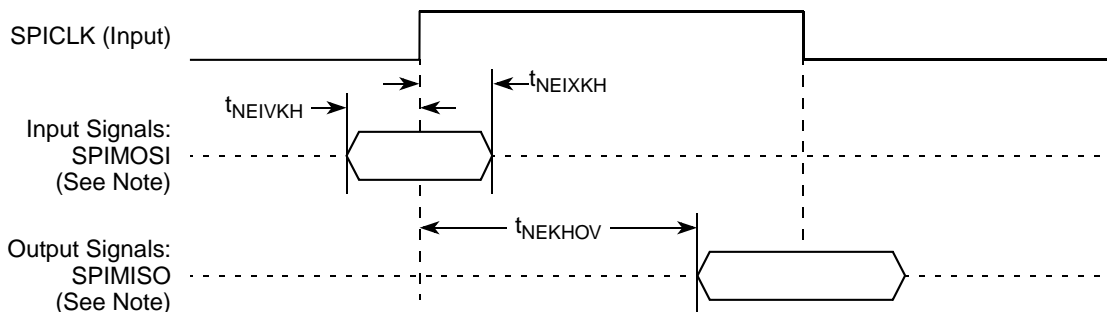 SPICLK (Input)
tNEIXKH
tNEIVKH
Input Signals:
SPIMOSI
(See Note)
tNEKHOV
Output Signals:
SPIMISO
(See Note)